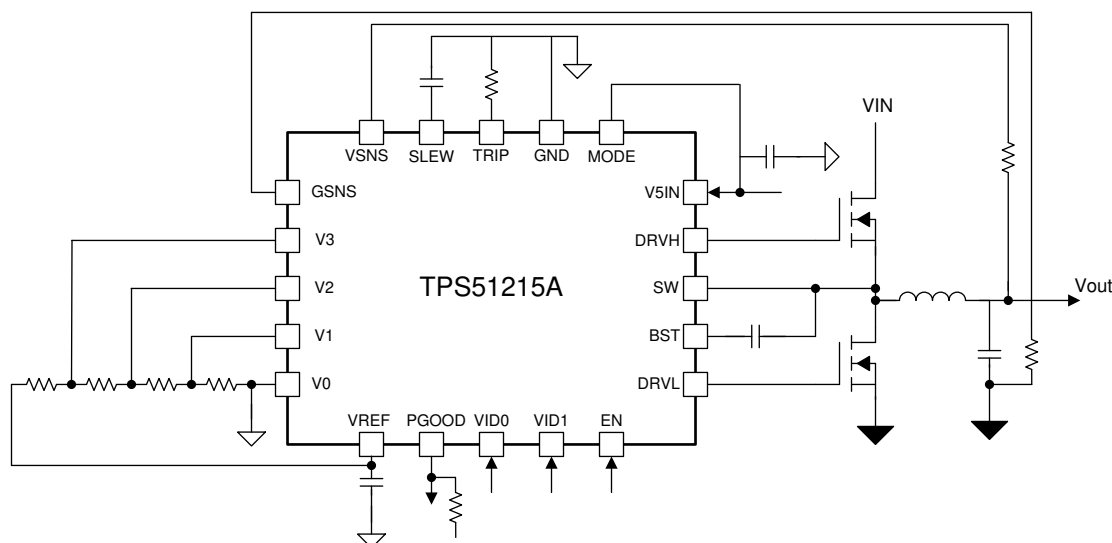 VIN
VSNS
SLEW
TRIP
GND
MODE
GSNS
V5IN
V3
DRVH
V2
TPS51215A
SW
Vout
V1
BST
V0
DRVL
VREF
PGOOD
VID0
VID1
EN